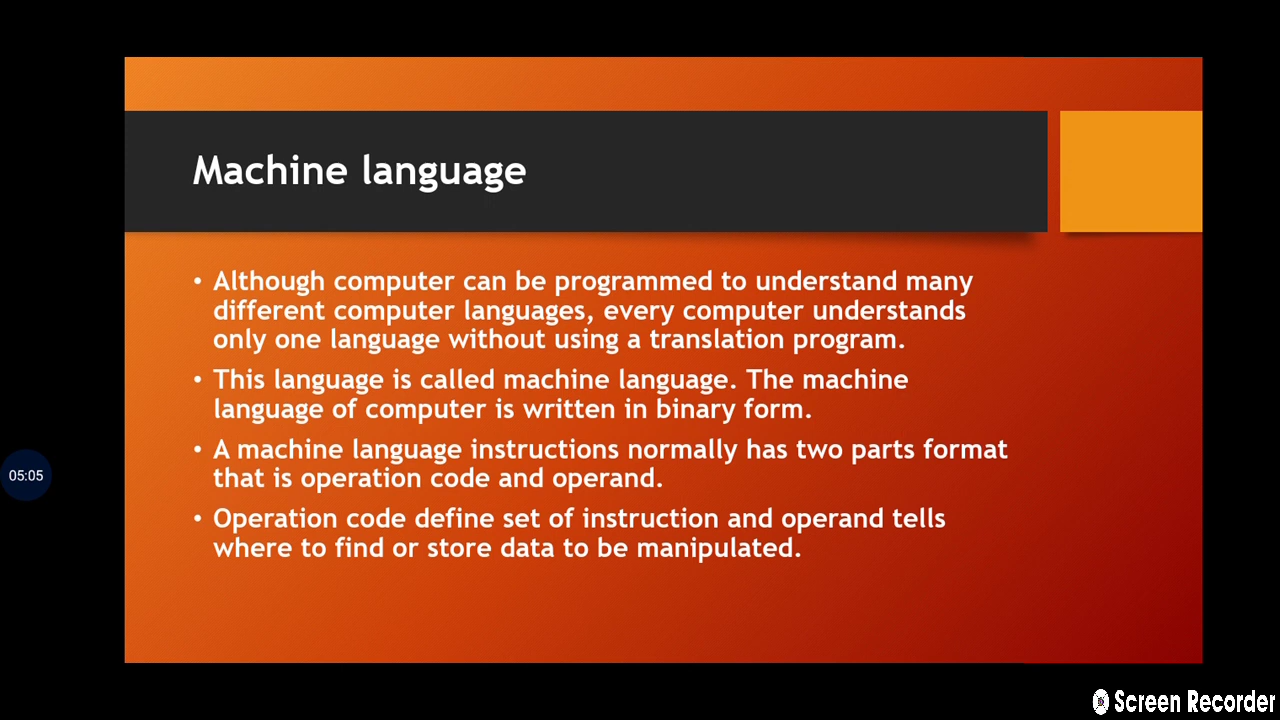 Machine language
• Although computer can be programmed to understand many
different computer languages, every computer understands
only one language without using a translation program.
• This language is called machine language. The machine
language of computer is written in binary form.
• A machine language instructions normally has two parts format
that is operation code and operand.
• Operation code define set of instruction and operand tells
where to find or store data to be manipulated.
05:05
Screen Recorder